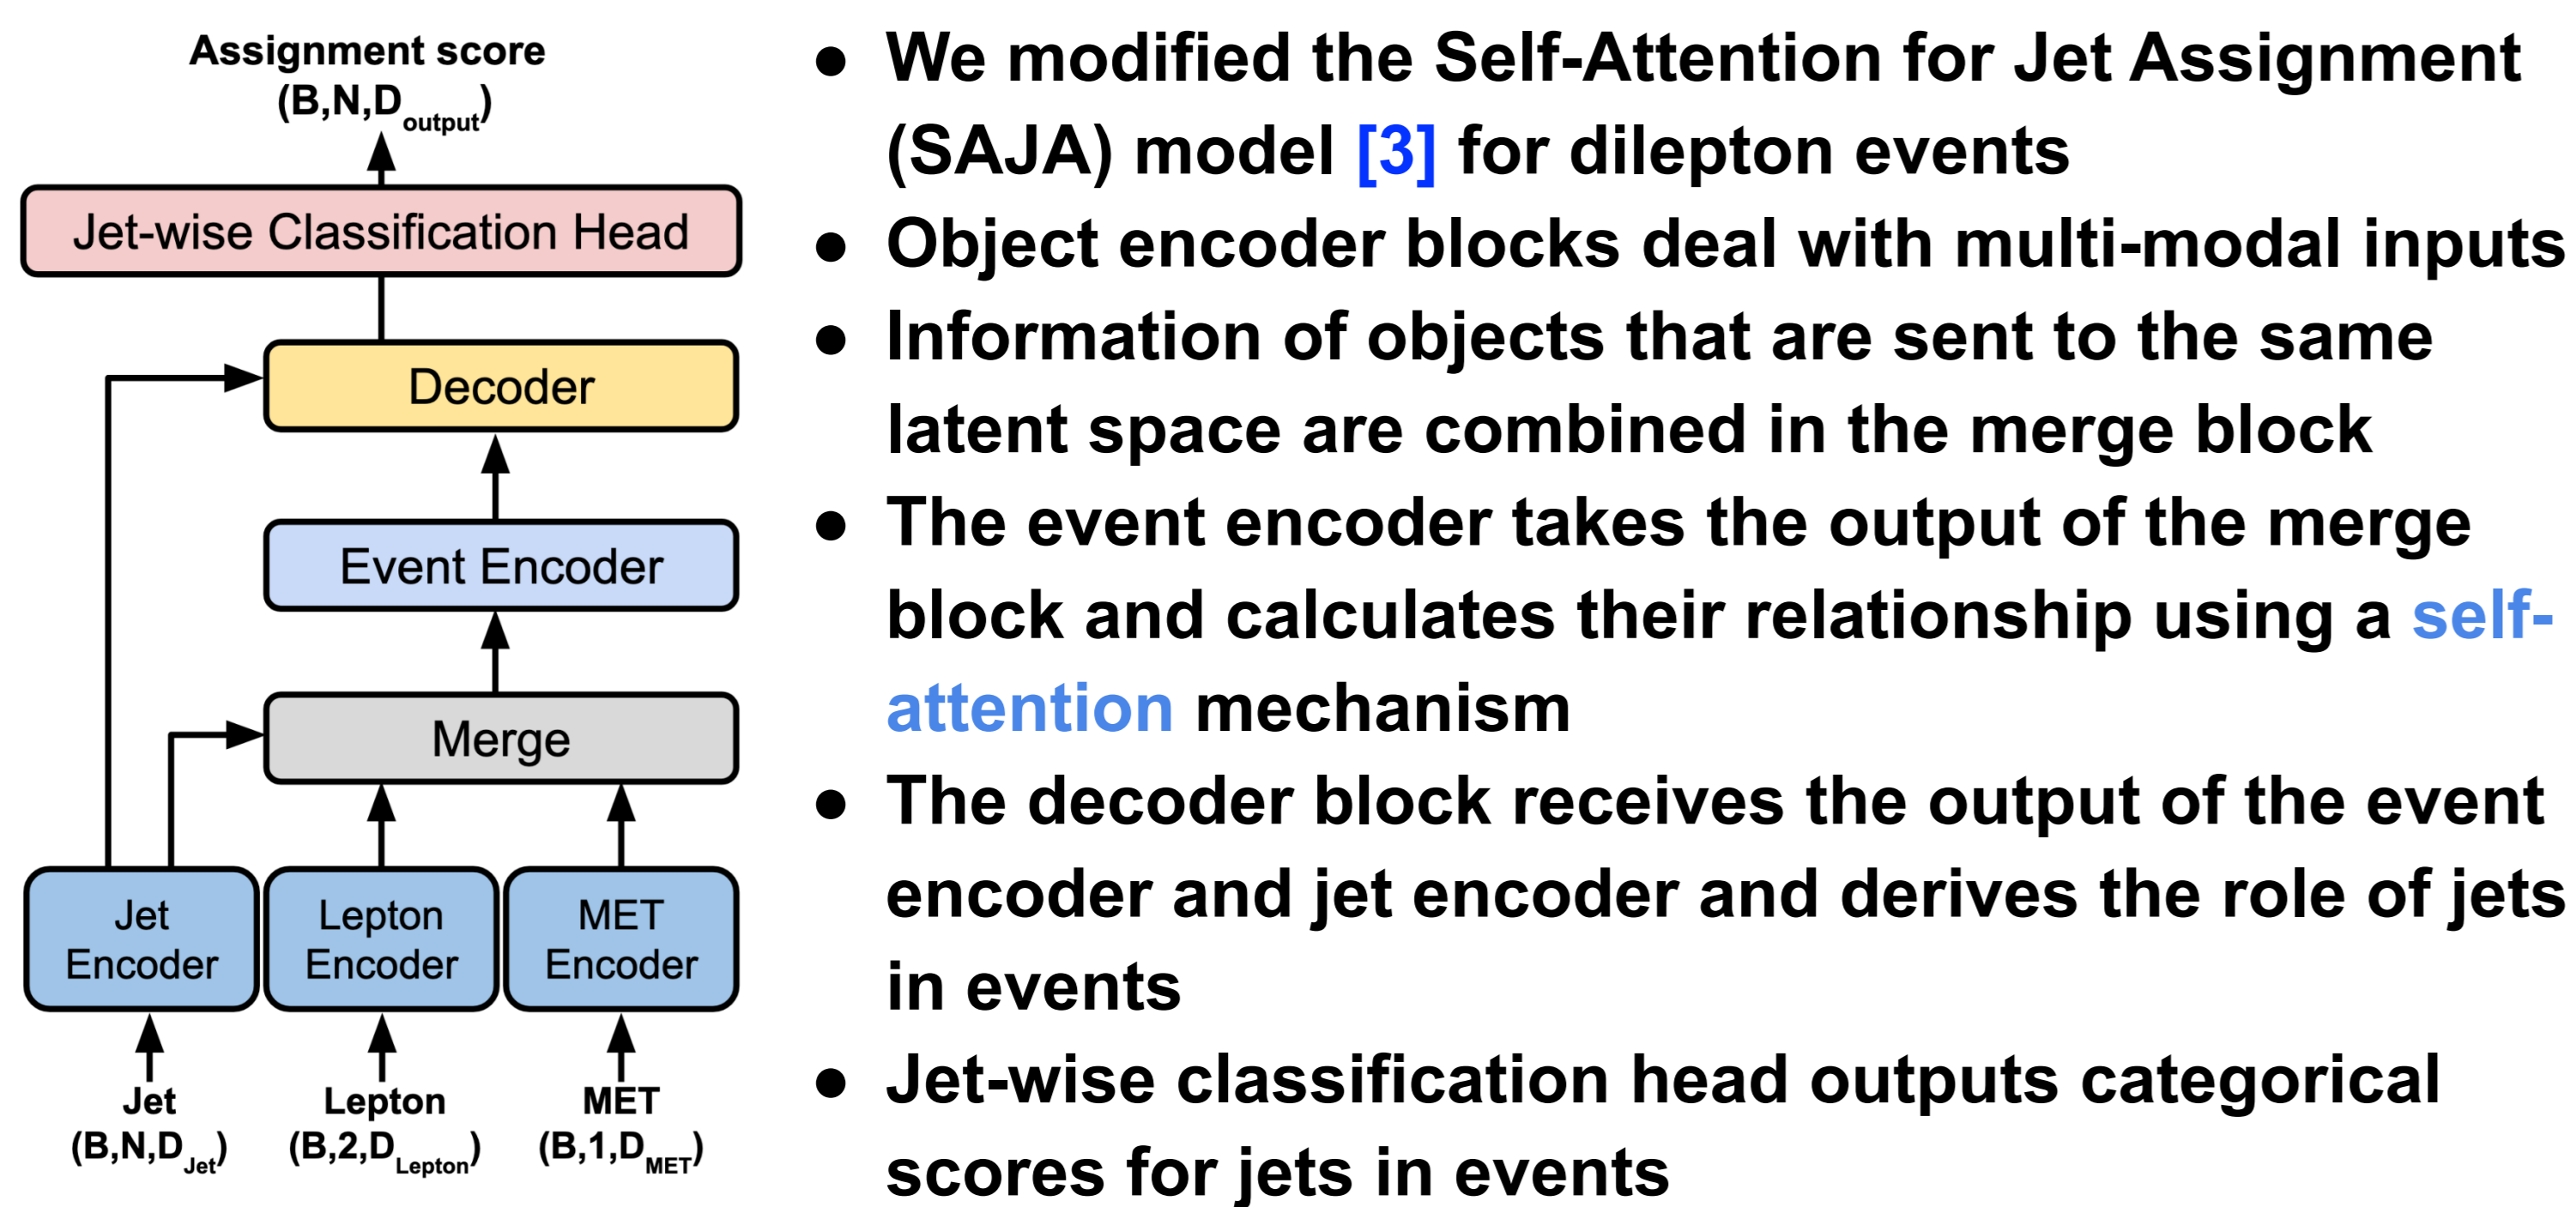 Assignment score
(B,N,D_output)
Jet-wise Classification Head
Decoder
Event Encoder
Merge
Jet
Encoder
Lepton
Encoder
MET
Encoder
Jet
(B,N,D_Jet)
Lepton
(B,2,D_Lepton)
MET
(B,1,D_MET)
● We modified the Self-Attention for Jet Assignment
(SAJA) model [3] for dilepton events
● Object encoder blocks deal with multi-modal inputs
● Information of objects that are sent to the same
latent space are combined in the merge block
● The event encoder takes the output of the merge
block and calculates their relationship using a self-
attention mechanism
● The decoder block receives the output of the event
encoder and jet encoder and derives the role of jets
in events
● Jet-wise classification head outputs categorical
scores for jets in events